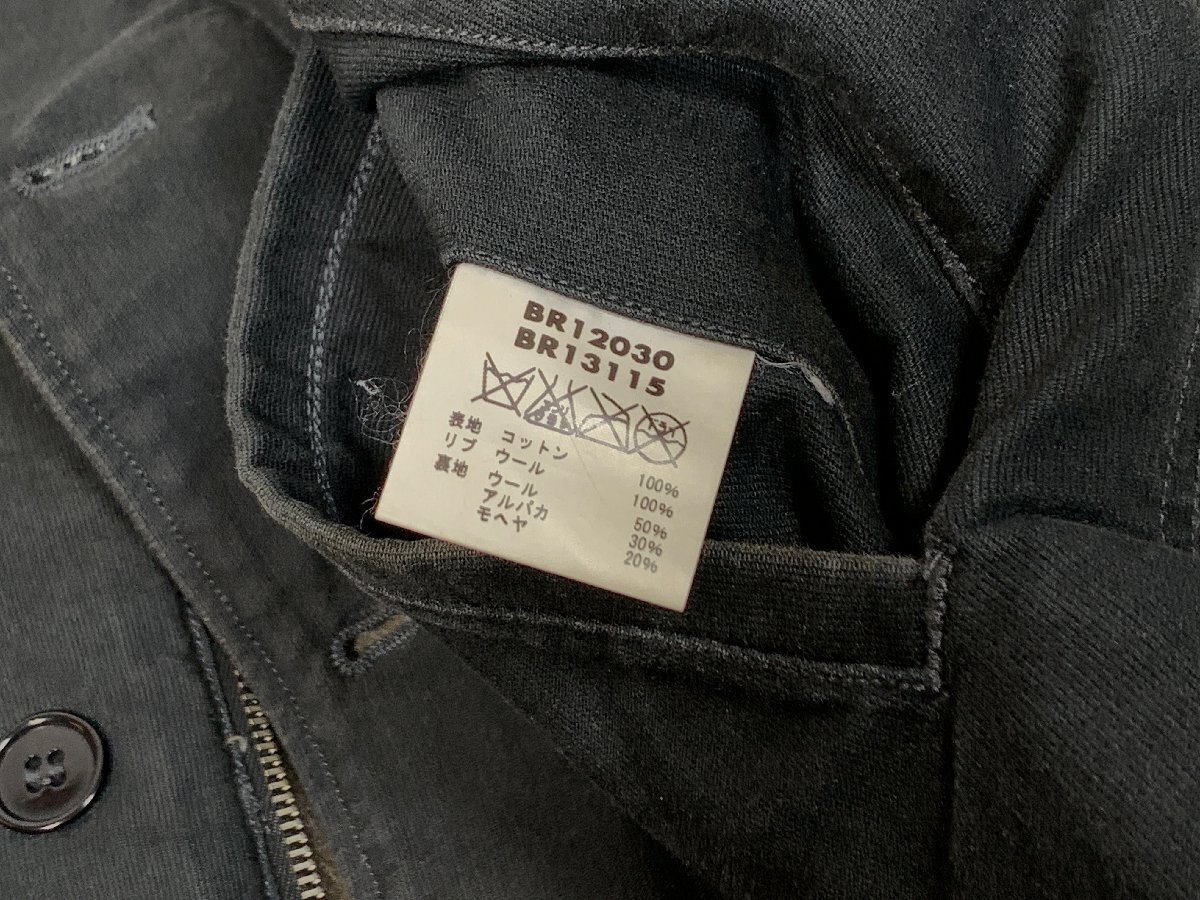 BR12030
BR13115
表地 コットン 100%
リブ ウール 100%
裏地 ウール 50%
アルパカ 30%
モヘヤ 20%